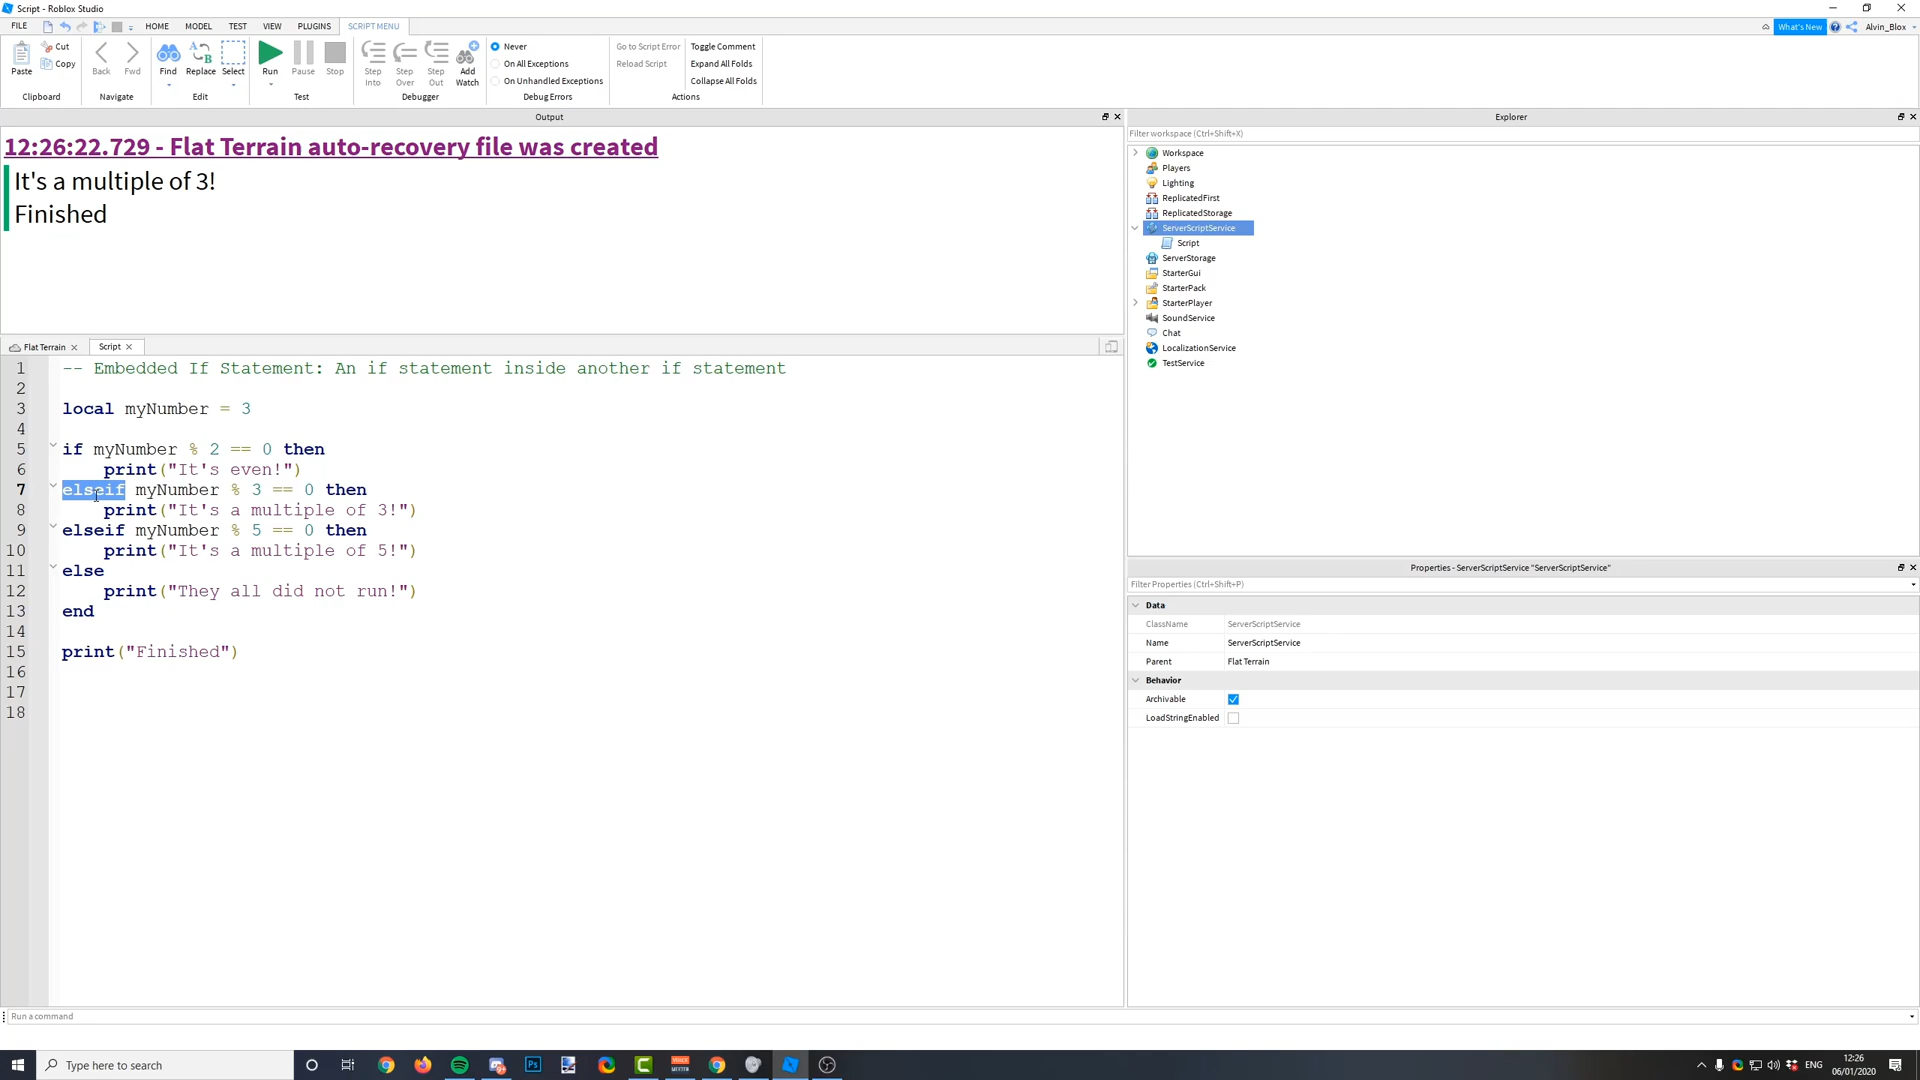 Script - Roblox Studio
FILE HOME MODEL TEST VIEW PLUGINS SCRIPT MENU What's New Alvin_Blox
Paste Cut Copy
Clipboard
Back Fwd
Navigate
Find Replace Select
Edit
Run Pause Stop
Test
Step Into Step Over Step Out Add Watch
Debugger
Never
On All Exceptions
On Unhandled Exceptions
Debug Errors
Go to Script Error Toggle Comment
Reload Script Expand All Folds
Collapse All Folds
Actions
Output
12:26:22.729 - Flat Terrain auto-recovery file was created
It's a multiple of 3!
Finished
Flat Terrain Script
1 -- Embedded If Statement: An if statement inside another if statement
2
3 local myNumber = 3
4
5 if myNumber % 2 == 0 then
6 print("It's even!")
7 elseif myNumber % 3 == 0 then
8 print("It's a multiple of 3!")
9 elseif myNumber % 5 == 0 then
10 print("It's a multiple of 5!")
11 else
12 print("They all did not run!")
13 end
14
15 print("Finished")
16
17
18
Run a command
Explorer
Filter workspace (Ctrl+Shift+X)
Workspace
Players
Lighting
ReplicatedFirst
ReplicatedStorage
ServerScriptService
Script
ServerStorage
StarterGui
StarterPack
StarterPlayer
SoundService
Chat
LocalizationService
TestService
Properties - ServerScriptService "ServerScriptService"
Filter Properties (Ctrl+Shift+P)
Data
ClassName ServerScriptService
Name ServerScriptService
Parent Flat Terrain
Behavior
Archivable
LoadStringEnabled
Type here to search
Ps
ENG
12:26
06/01/2020